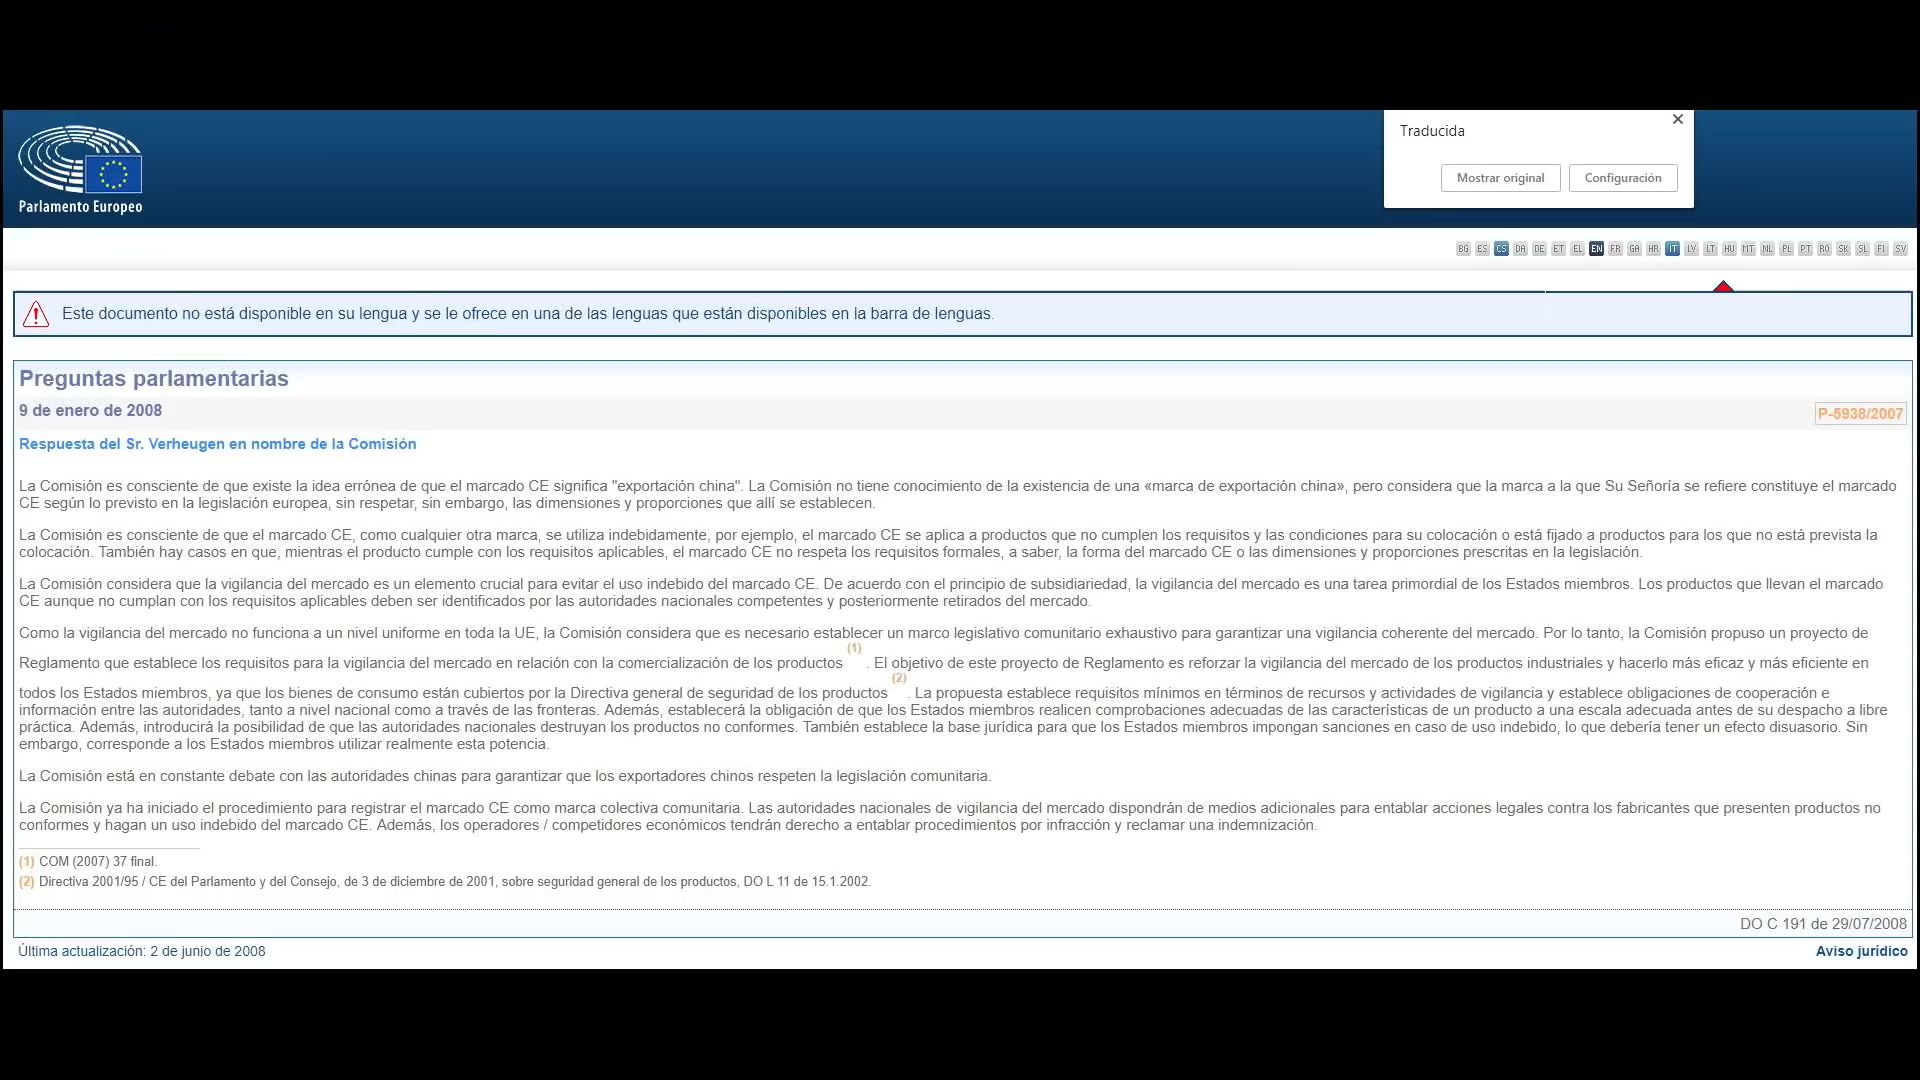 Parlamento Europeo
Traducida
Mostrar original
Configuración
BG ES CS DA DE ET EL EN FR GA HR IT LV LT HU MT NL PL PT RO SK SL FI SV
Este documento no está disponible en su lengua y se le ofrece en una de las lenguas que están disponibles en la barra de lenguas.
Preguntas parlamentarias
9 de enero de 2008
P-5938/2007
Respuesta del Sr. Verheugen en nombre de la Comisión
La Comisión es consciente de que existe la idea errónea de que el marcado CE significa "exportación china". La Comisión no tiene conocimiento de la existencia de una «marca de exportación china», pero considera que la marca a la que Su Señoría se refiere constituye el marcado
CE según lo previsto en la legislación europea, sin respetar, sin embargo, las dimensiones y proporciones que allí se establecen.
La Comisión es consciente de que el marcado CE, como cualquier otra marca, se utiliza indebidamente, por ejemplo, el marcado CE se aplica a productos que no cumplen los requisitos y las condiciones para su colocación o está fijado a productos para los que no está prevista la
colocación. También hay casos en que, mientras el producto cumple con los requisitos aplicables, el marcado CE no respeta los requisitos formales, a saber, la forma del marcado CE o las dimensiones y proporciones prescritas en la legislación.
La Comisión considera que la vigilancia del mercado es un elemento crucial para evitar el uso indebido del marcado CE. De acuerdo con el principio de subsidiariedad, la vigilancia del mercado es una tarea primordial de los Estados miembros. Los productos que llevan el marcado
CE aunque no cumplan con los requisitos aplicables deben ser identificados por las autoridades nacionales competentes y posteriormente retirados del mercado.
Como la vigilancia del mercado no funciona a un nivel uniforme en toda la UE, la Comisión considera que es necesario establecer un marco legislativo comunitario exhaustivo para garantizar una vigilancia coherente del mercado. Por lo tanto, la Comisión propuso un proyecto de
Reglamento que establece los requisitos para la vigilancia del mercado en relación con la comercialización de los productos (1) . El objetivo de este proyecto de Reglamento es reforzar la vigilancia del mercado de los productos industriales y hacerlo más eficaz y más eficiente en
todos los Estados miembros, ya que los bienes de consumo están cubiertos por la Directiva general de seguridad de los productos (2) . La propuesta establece requisitos mínimos en términos de recursos y actividades de vigilancia y establece obligaciones de cooperación e
información entre las autoridades, tanto a nivel nacional como a través de las fronteras. Además, establecerá la obligación de que los Estados miembros realicen comprobaciones adecuadas de las características de un producto a una escala adecuada antes de su despacho a libre
práctica. Además, introducirá la posibilidad de que las autoridades nacionales destruyan los productos no conformes. También establece la base jurídica para que los Estados miembros impongan sanciones en caso de uso indebido, lo que debería tener un efecto disuasorio. Sin
embargo, corresponde a los Estados miembros utilizar realmente esta potencia.
La Comisión está en constante debate con las autoridades chinas para garantizar que los exportadores chinos respeten la legislación comunitaria.
La Comisión ya ha iniciado el procedimiento para registrar el marcado CE como marca colectiva comunitaria. Las autoridades nacionales de vigilancia del mercado dispondrán de medios adicionales para entablar acciones legales contra los fabricantes que presenten productos no
conformes y hagan un uso indebido del marcado CE. Además, los operadores / competidores económicos tendrán derecho a entablar procedimientos por infracción y reclamar una indemnización.
(1) COM (2007) 37 final.
(2) Directiva 2001/95 / CE del Parlamento y del Consejo, de 3 de diciembre de 2001, sobre seguridad general de los productos, DO L 11 de 15.1.2002.
DO C 191 de 29/07/2008
Última actualización: 2 de junio de 2008
Aviso jurídico